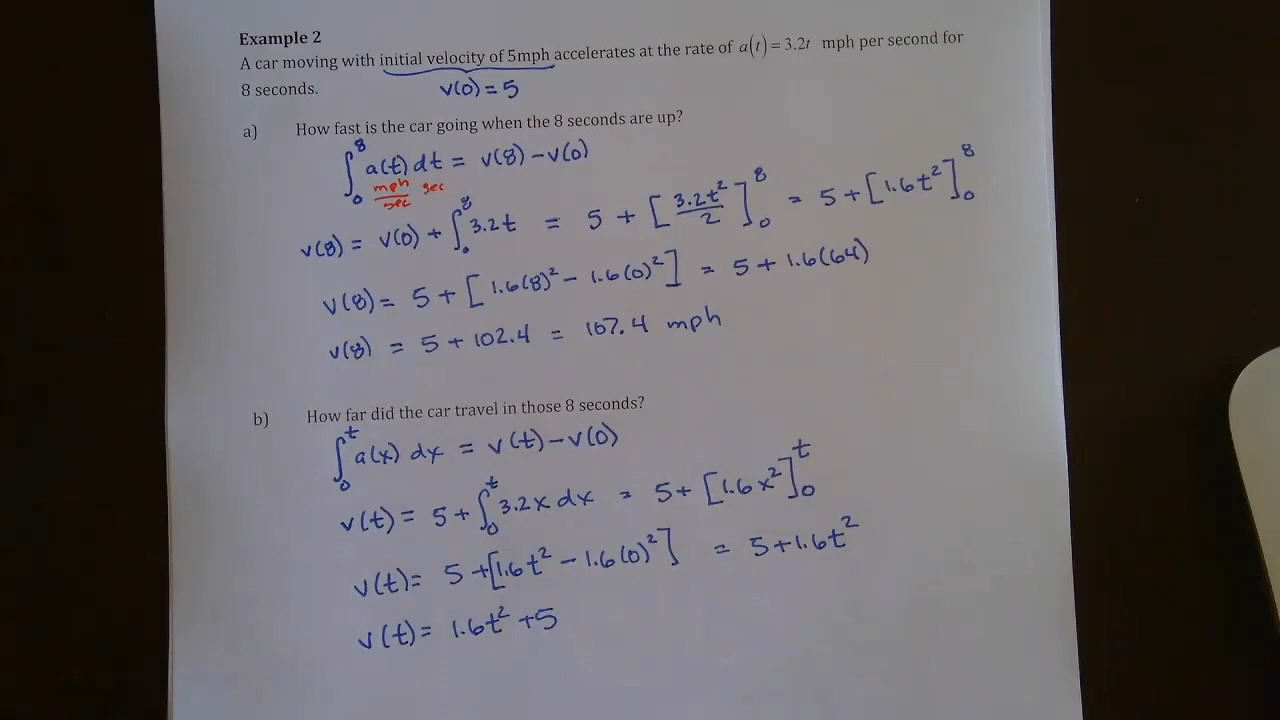 Example 2
A car moving with initial velocity of 5mph accelerates at the rate of a(t) = 3.2t mph per second for
8 seconds.
v(0) = 5
a) How fast is the car going when the 8 seconds are up?
∫₀⁸ a(t) dt = v(8) - v(0)
mph/sec sec
v(8) = v(0) + ∫₀⁸ 3.2t = 5 + [3.2t²/2]₀⁸ = 5 + [1.6t²]₀⁸
v(8) = 5 + [1.6(8)² - 1.6(0)²] = 5 + 1.6(64)
v(8) = 5 + 102.4 = 107.4 mph
b) How far did the car travel in those 8 seconds?
∫₀ᵗ a(x) dx = v(t) - v(0)
v(t) = 5 + ∫₀ᵗ 3.2x dx = 5 + [1.6x²]₀ᵗ
v(t) = 5 + [1.6t² - 1.6(0)²] = 5 + 1.6t²
v(t) = 1.6t² + 5